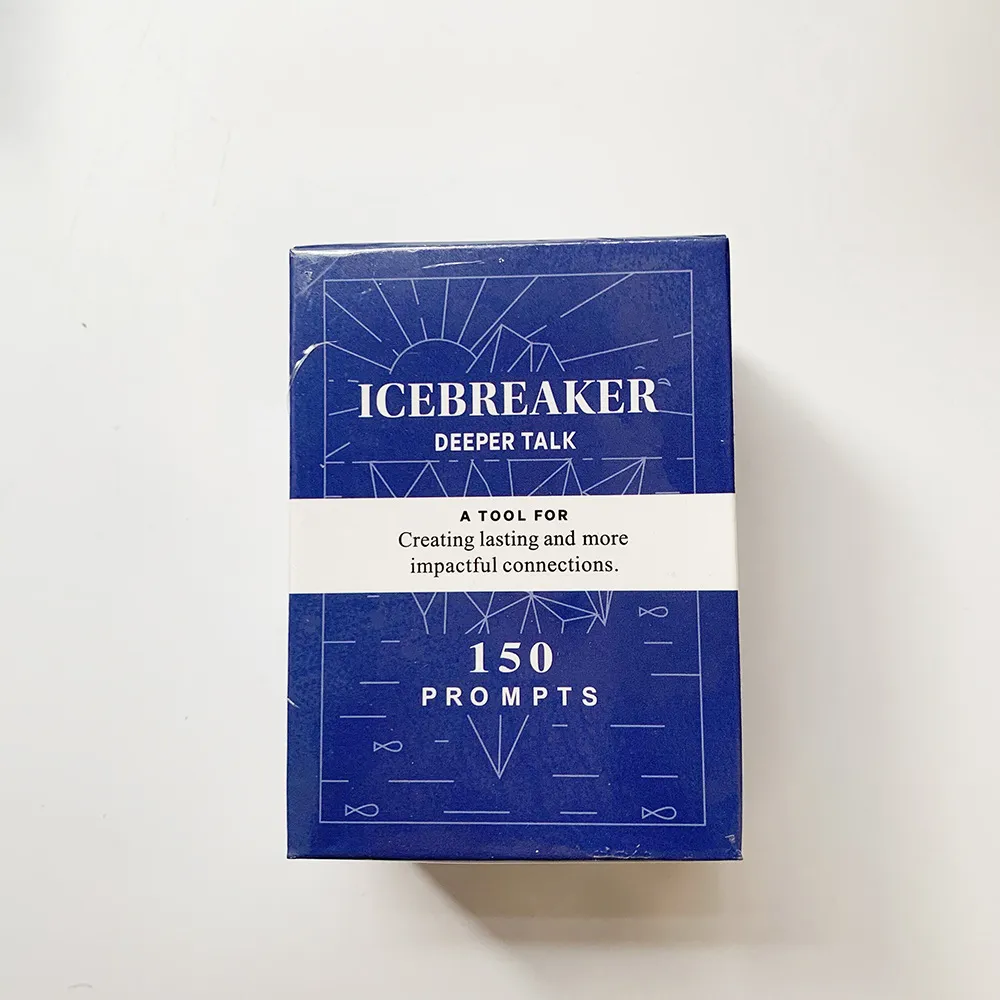 ICEBREAKER
DEEPER TALK
A TOOL FOR
Creating lasting and more
impactful connections.
150
PROMPTS